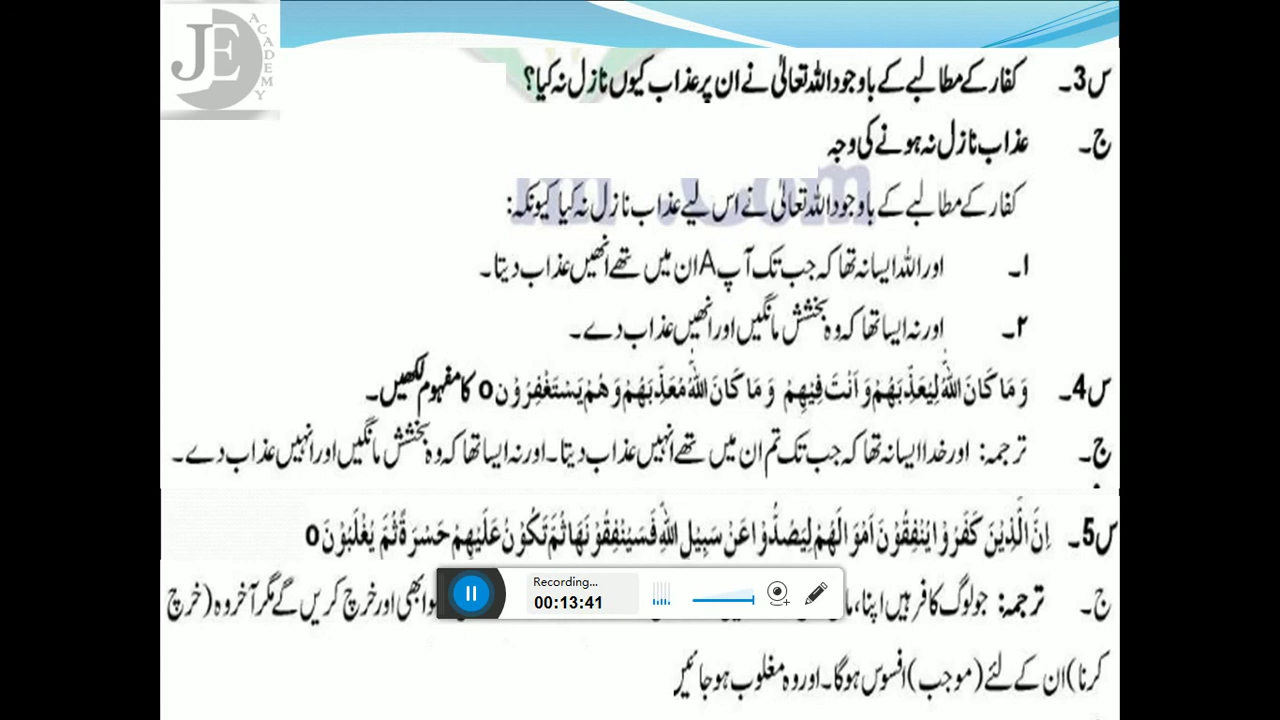 JE ACADEMY
س3۔ کفار کے مطالبے کے باوجود اللہ تعالیٰ نے ان پر عذاب کیوں نازل نہ کیا؟
ج۔ عذاب نازل نہ ہونے کی وجہ
کفار کے مطالبے کے باوجود اللہ تعالیٰ نے اس لیے عذاب نازل نہ کیا کیونکہ:
۱۔ اور اللہ ایسا نہ تھا کہ جب تک آپ A ان میں تھے انھیں عذاب دیتا۔
۲۔ اور نہ ایسا تھا کہ وہ بخشش مانگیں اور انھیں عذاب دے۔
س4۔ وَ مَا كَانَ اللّٰهُ لِيُعَذِّبَهُمْ وَ اَنْتَ فِيْهِمْ وَ مَا كَانَ اللّٰهُ مُعَذِّبَهُمْ وَ هُمْ يَسْتَغْفِرُوْنَ o کا مفہوم لکھیں۔
ج۔ ترجمہ: اور خدا ایسا نہ تھا کہ جب تک تم ان میں تھے انہیں عذاب دیتا۔ اور نہ ایسا تھا کہ وہ بخشش مانگیں اور انہیں عذاب دے۔
س5۔ اِنَّ الَّذِيْنَ كَفَرُوْا يُنْفِقُوْنَ اَمْوَالَهُمْ لِيَصُدُّوْا عَنْ سَبِيْلِ اللّٰهِ فَسَيُنْفِقُوْنَهَا ثُمَّ تَكُوْنُ عَلَيْهِمْ حَسْرَةً ثُمَّ يُغْلَبُوْنَ o
ج۔ ترجمہ: جو لوگ کافر ہیں اپنا، ابھی اور خرچ کریں گے مگر آخر وہ (خرچ
کرنا) ان کے لئے (موجب) افسوس ہوگا۔ اور وہ مغلوب ہو جائیں
Recording...
00:13:41